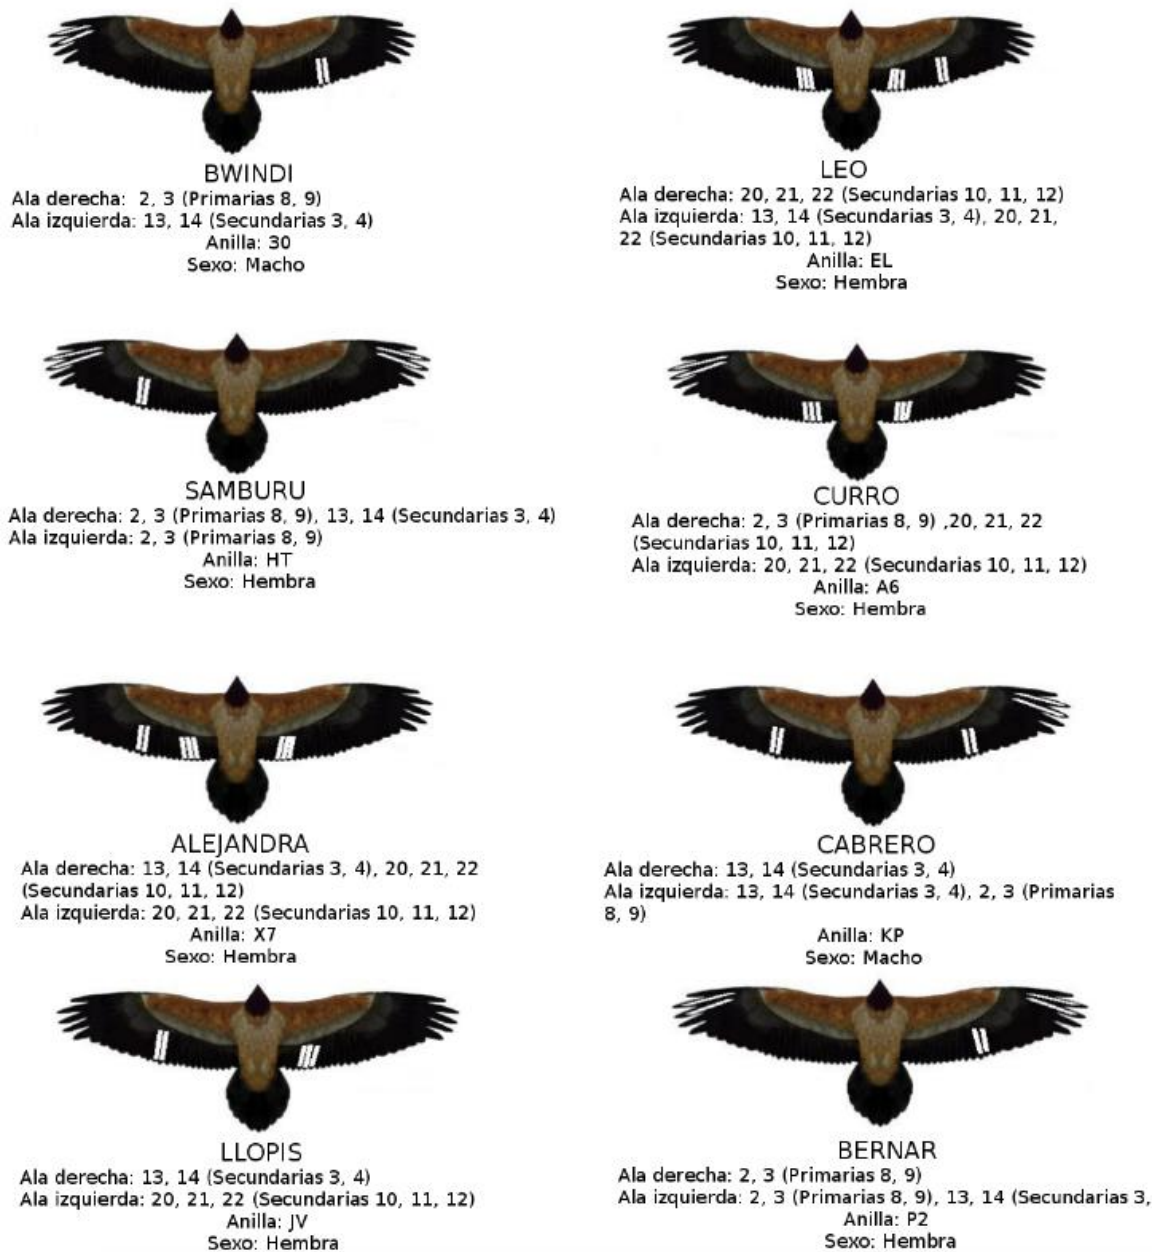 BWINDI
Ala derecha: 2, 3 (Primarias 8, 9)
Ala izquierda: 13, 14 (Secundarias 3, 4)
Anilla: 30
Sexo: Macho
LEO
Ala derecha: 20, 21, 22 (Secundarias 10, 11, 12)
Ala izquierda: 13, 14 (Secundarias 3, 4), 20, 21,
22 (Secundarias 10, 11, 12)
Anilla: EL
Sexo: Hembra
SAMBURU
Ala derecha: 2, 3 (Primarias 8, 9), 13, 14 (Secundarias 3, 4)
Ala izquierda: 2, 3 (Primarias 8, 9)
Anilla: HT
Sexo: Hembra
CURRO
Ala derecha: 2, 3 (Primarias 8, 9) ,20, 21, 22
(Secundarias 10, 11, 12)
Ala izquierda: 20, 21, 22 (Secundarias 10, 11, 12)
Anilla: A6
Sexo: Hembra
ALEJANDRA
Ala derecha: 13, 14 (Secundarias 3, 4), 20, 21, 22
(Secundarias 10, 11, 12)
Ala izquierda: 20, 21, 22 (Secundarias 10, 11, 12)
Anilla: X7
Sexo: Hembra
CABRERO
Ala derecha: 13, 14 (Secundarias 3, 4)
Ala izquierda: 13, 14 (Secundarias 3, 4), 2, 3 (Primarias
8, 9)
Anilla: KP
Sexo: Macho
LLOPIS
Ala derecha: 13, 14 (Secundarias 3, 4)
Ala izquierda: 20, 21, 22 (Secundarias 10, 11, 12)
Anilla: JV
Sexo: Hembra
BERNAR
Ala derecha: 2, 3 (Primarias 8, 9)
Ala izquierda: 2, 3 (Primarias 8, 9), 13, 14 (Secundarias 3,
Anilla: P2
Sexo: Hembra